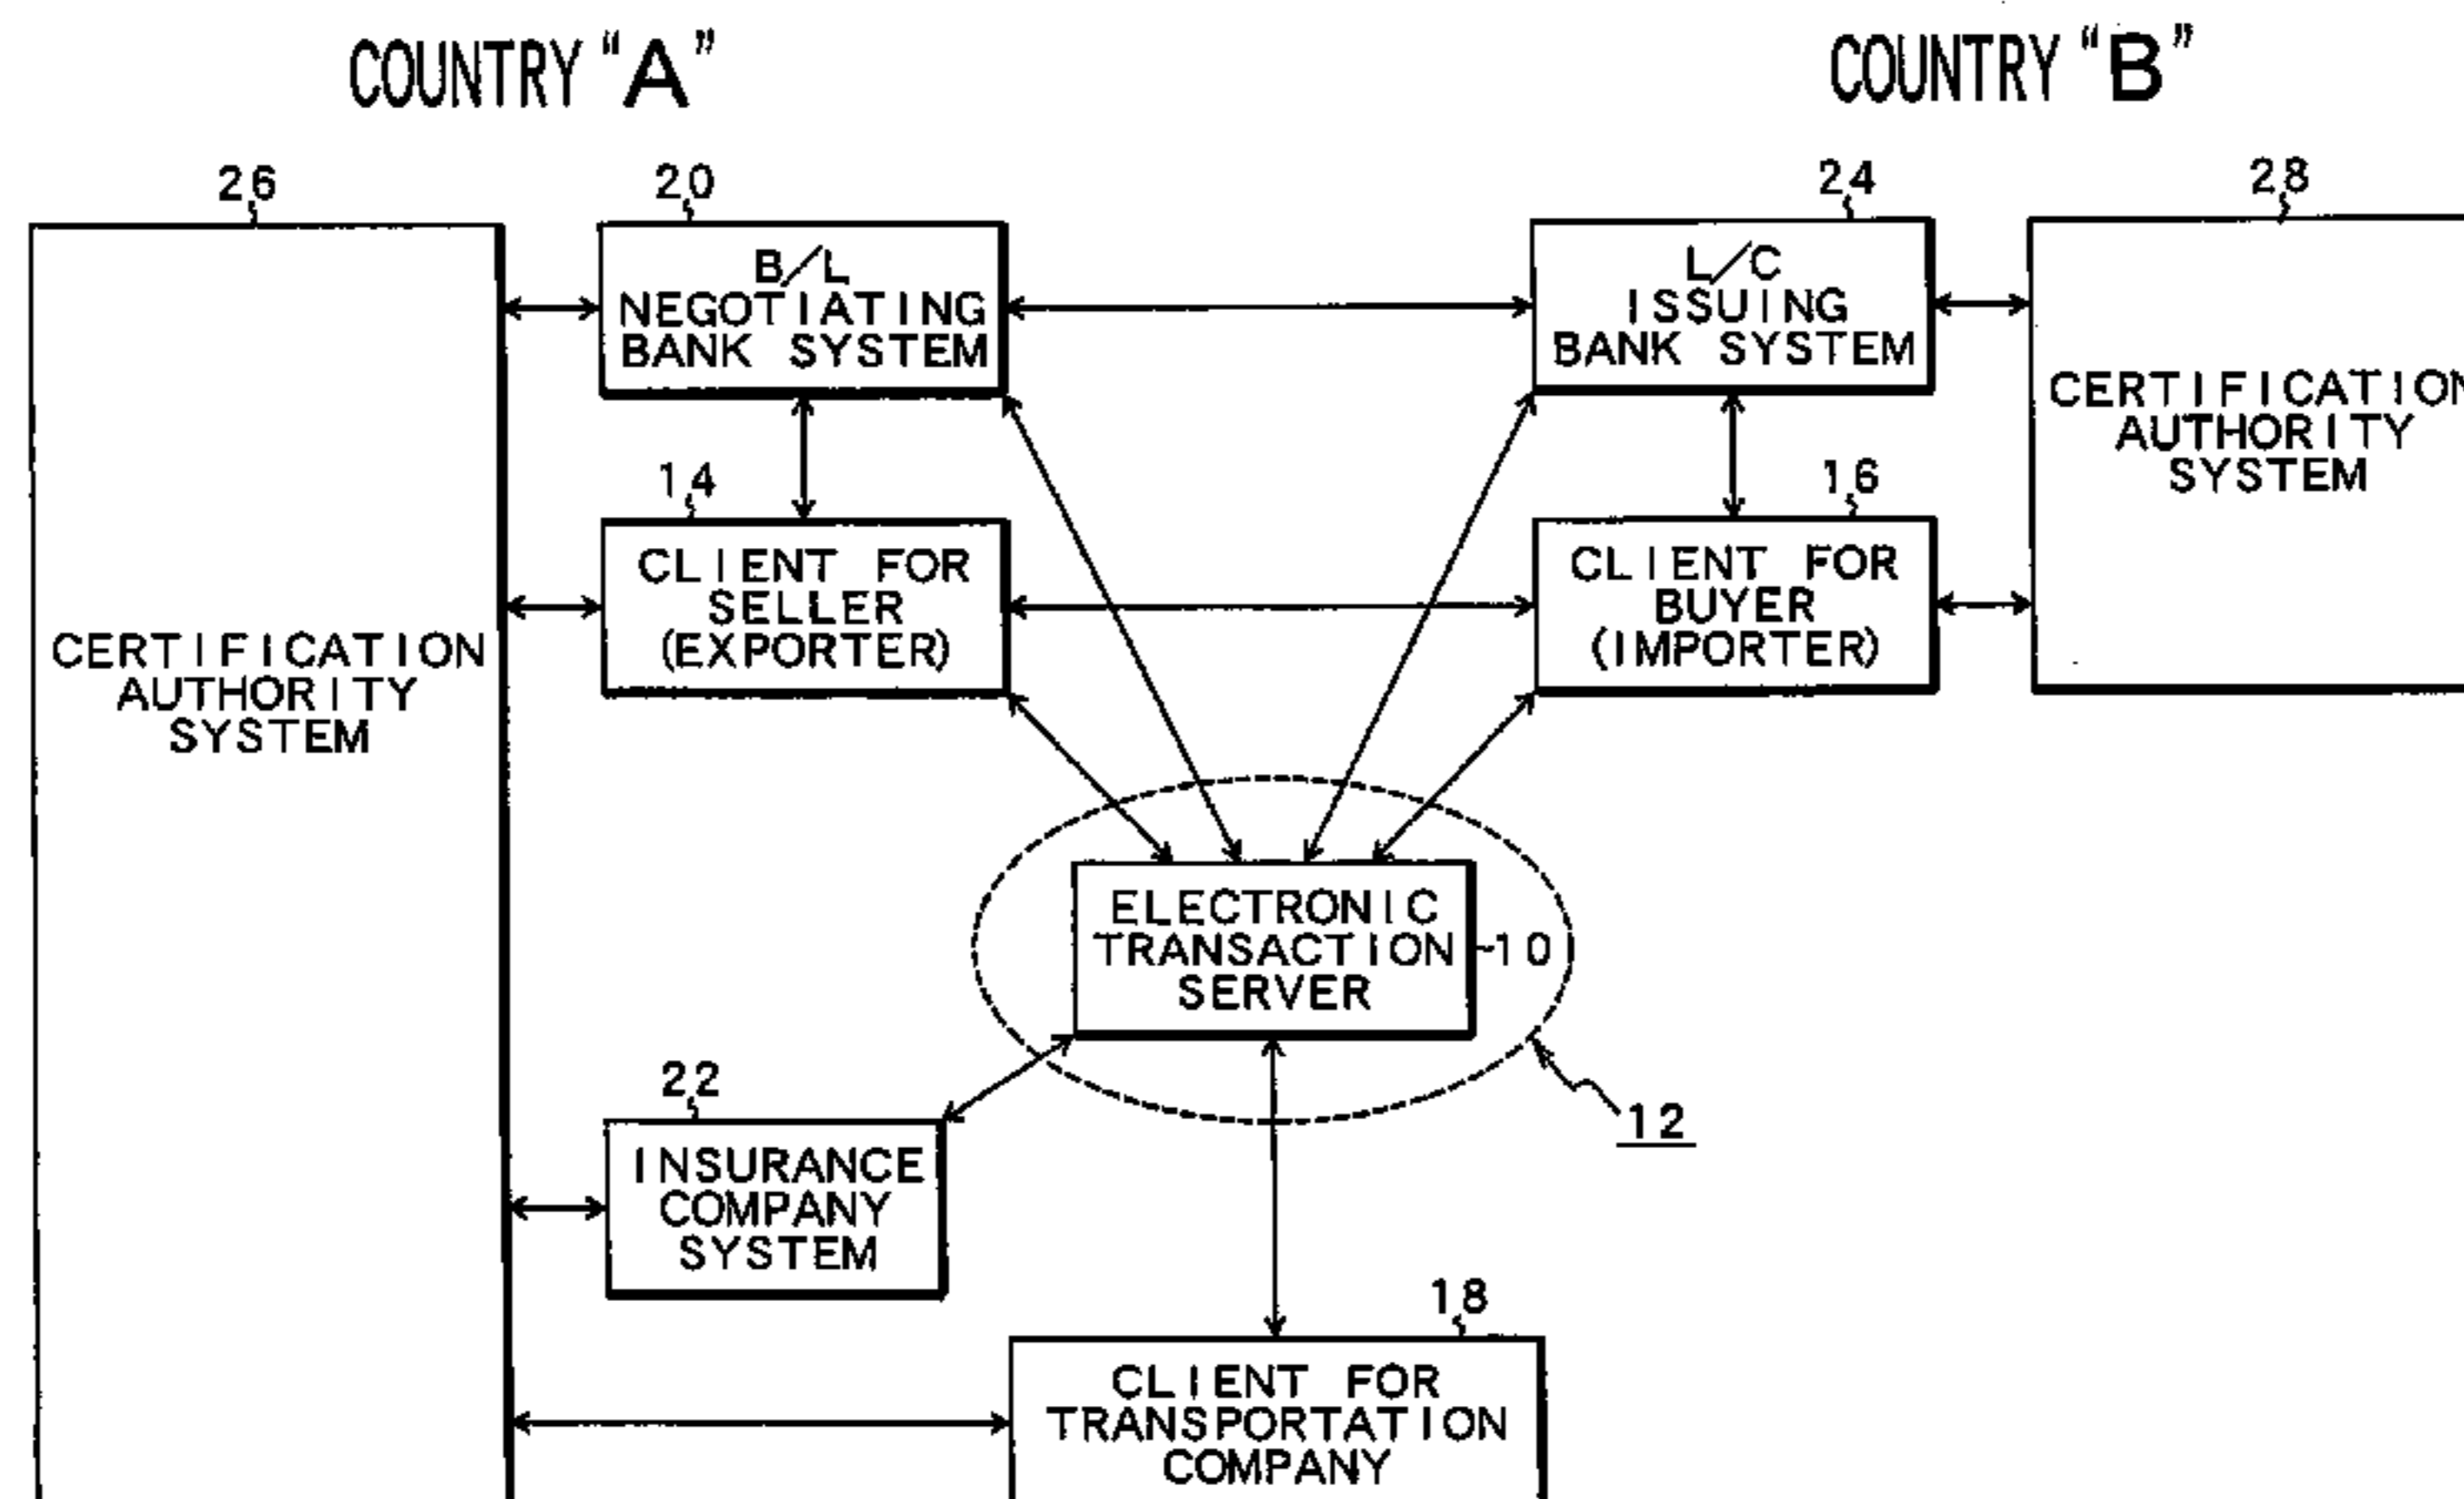 COUNTRY "A"
COUNTRY "B"
26
20
24
28
B/L
NEGOTIATING
BANK SYSTEM
L/C
ISSUING
BANK SYSTEM
CERTIFICATION
AUTHORITY
SYSTEM
14
16
CLIENT FOR
SELLER
(EXPORTER)
CLIENT FOR
BUYER
(IMPORTER)
CERTIFICATION
AUTHORITY
SYSTEM
ELECTRONIC
TRANSACTION
SERVER
10
22
12
INSURANCE
COMPANY
SYSTEM
18
CLIENT FOR
TRANSPORTATION
COMPANY